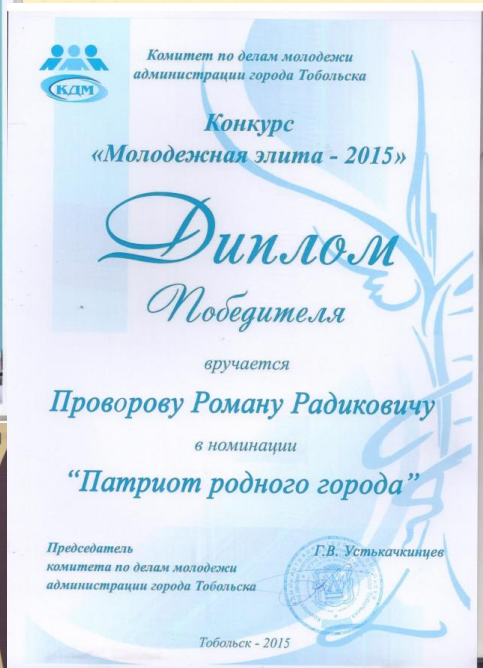 КДМ
Комитет по делам молодежи
администрации города Тобольска
Конкурс
«Молодежная элита - 2015»
Диплом
Победителя
вручается
Проворову Роману Радиковичу
в номинации
“Патриот родного города”
Председатель
комитета по делам молодежи
администрации города Тобольска
Г.В. Устькачкинцев
Тобольск - 2015